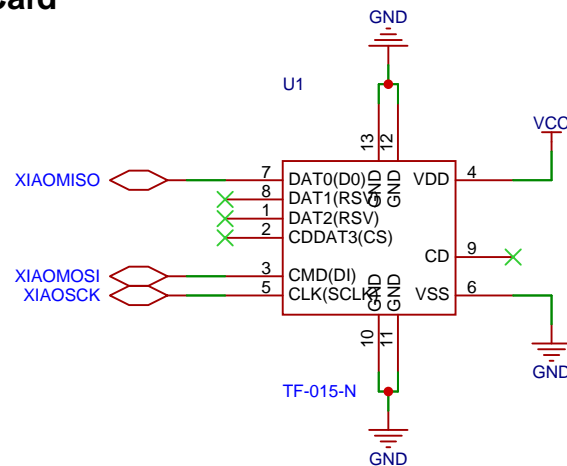 GND
U1
13
12
VCC
XIAOMISO
7
DAT0(D0)
GND
GND
VDD
4
8
DAT1(RSV)
1
DAT2(RSV)
2
CDDAT3(CS)
CD
9
XIAOMOSI
3
CMD(DI)
GND
GND
XIAOSCK
5
CLK(SCLK)
VSS
6
10
11
GND
TF-015-N
GND